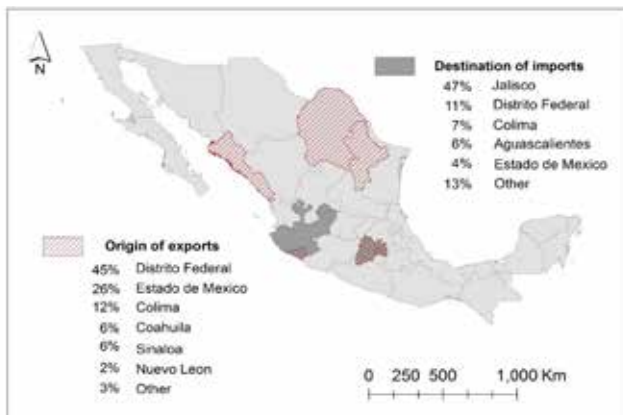 N
Destination of imports
47% Jalisco
11% Distrito Federal
7% Colima
6% Aguascalientes
4% Estado de Mexico
13% Other
Origin of exports
45% Distrito Federal
26% Estado de Mexico
12% Colima
6% Coahuila
6% Sinaloa
2% Nuevo Leon
3% Other
0 250 500 1,000 Km